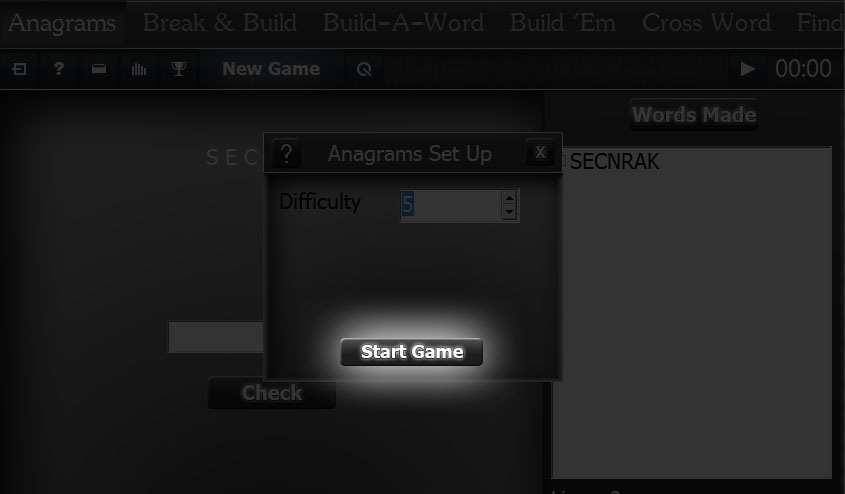 Anagrams Break & Build Build-A-Word Build 'Em Cross Word Find
? New Game 00:00
Words Made
SEC
SECNRAK
? Anagrams Set Up X
Difficulty 5
Start Game
Check